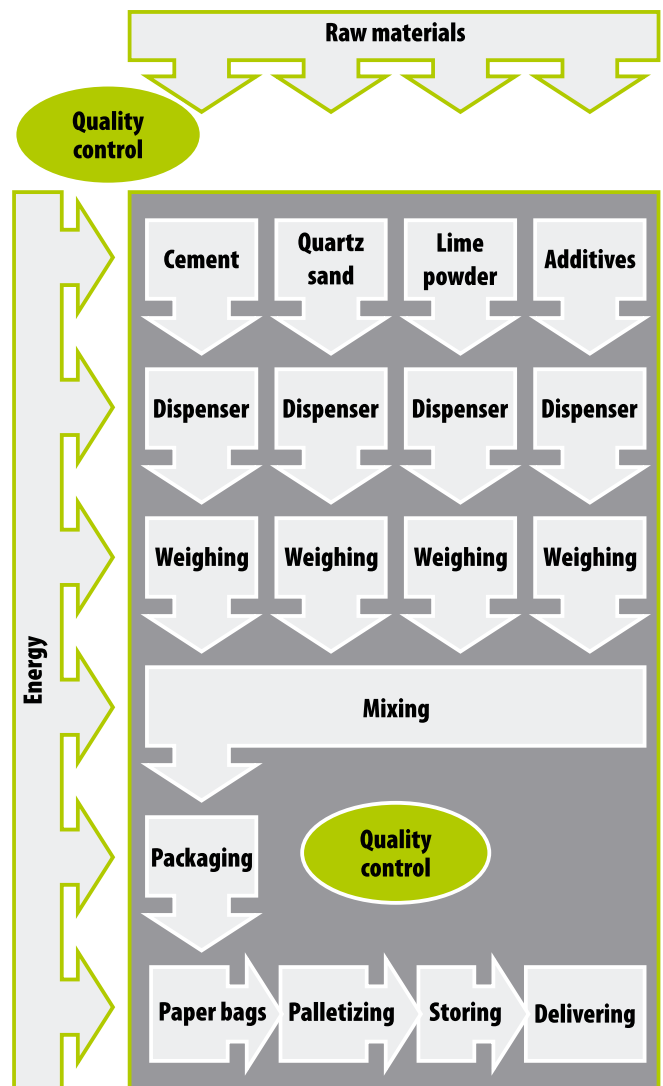 Raw materials
Quality
control
Cement
Quartz
sand
Lime
powder
Additives
Dispenser
Dispenser
Dispenser
Dispenser
Weighing
Weighing
Weighing
Weighing
Energy
Mixing
Packaging
Quality
control
Paper bags
Palletizing
Storing
Delivering